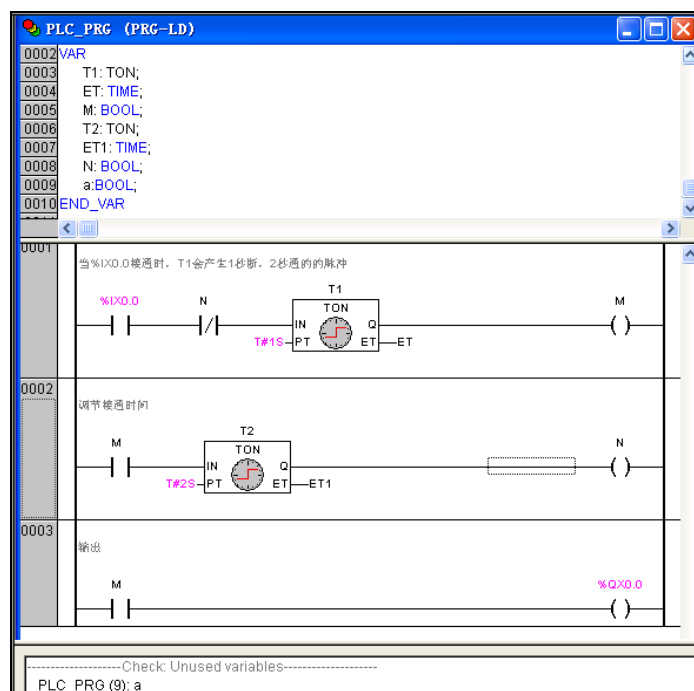 PLC_PRG (PRG-LD)
0002 VAR
0003 T1: TON;
0004 ET: TIME;
0005 M: BOOL;
0006 T2: TON;
0007 ET1: TIME;
0008 N: BOOL;
0009 a:BOOL;
0010 END_VAR
0001
当%IX0.0接通时，T1会产生1秒断，2秒通的的脉冲
T1
%IX0.0 N TON M
IN Q
T#1S PT ET ET
0002
调节接通时间
T2
M TON N
IN Q
T#2S PT ET ET1
0003
输出
M %QX0.0
---------------------Check: Unused variables---------------------
PLC_PRG (9): a